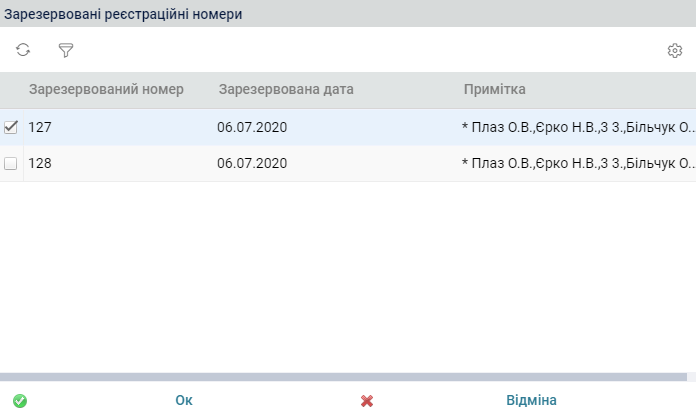 Зарезервовані реєстраційні номери
Зарезервований номер Зарезервована дата Примітка
127 06.07.2020 * Плаз О.В.,Єрко Н.В.,З З.,Більчук О...
128 06.07.2020 * Плаз О.В.,Єрко Н.В.,З З.,Більчук О...
Ок Відміна